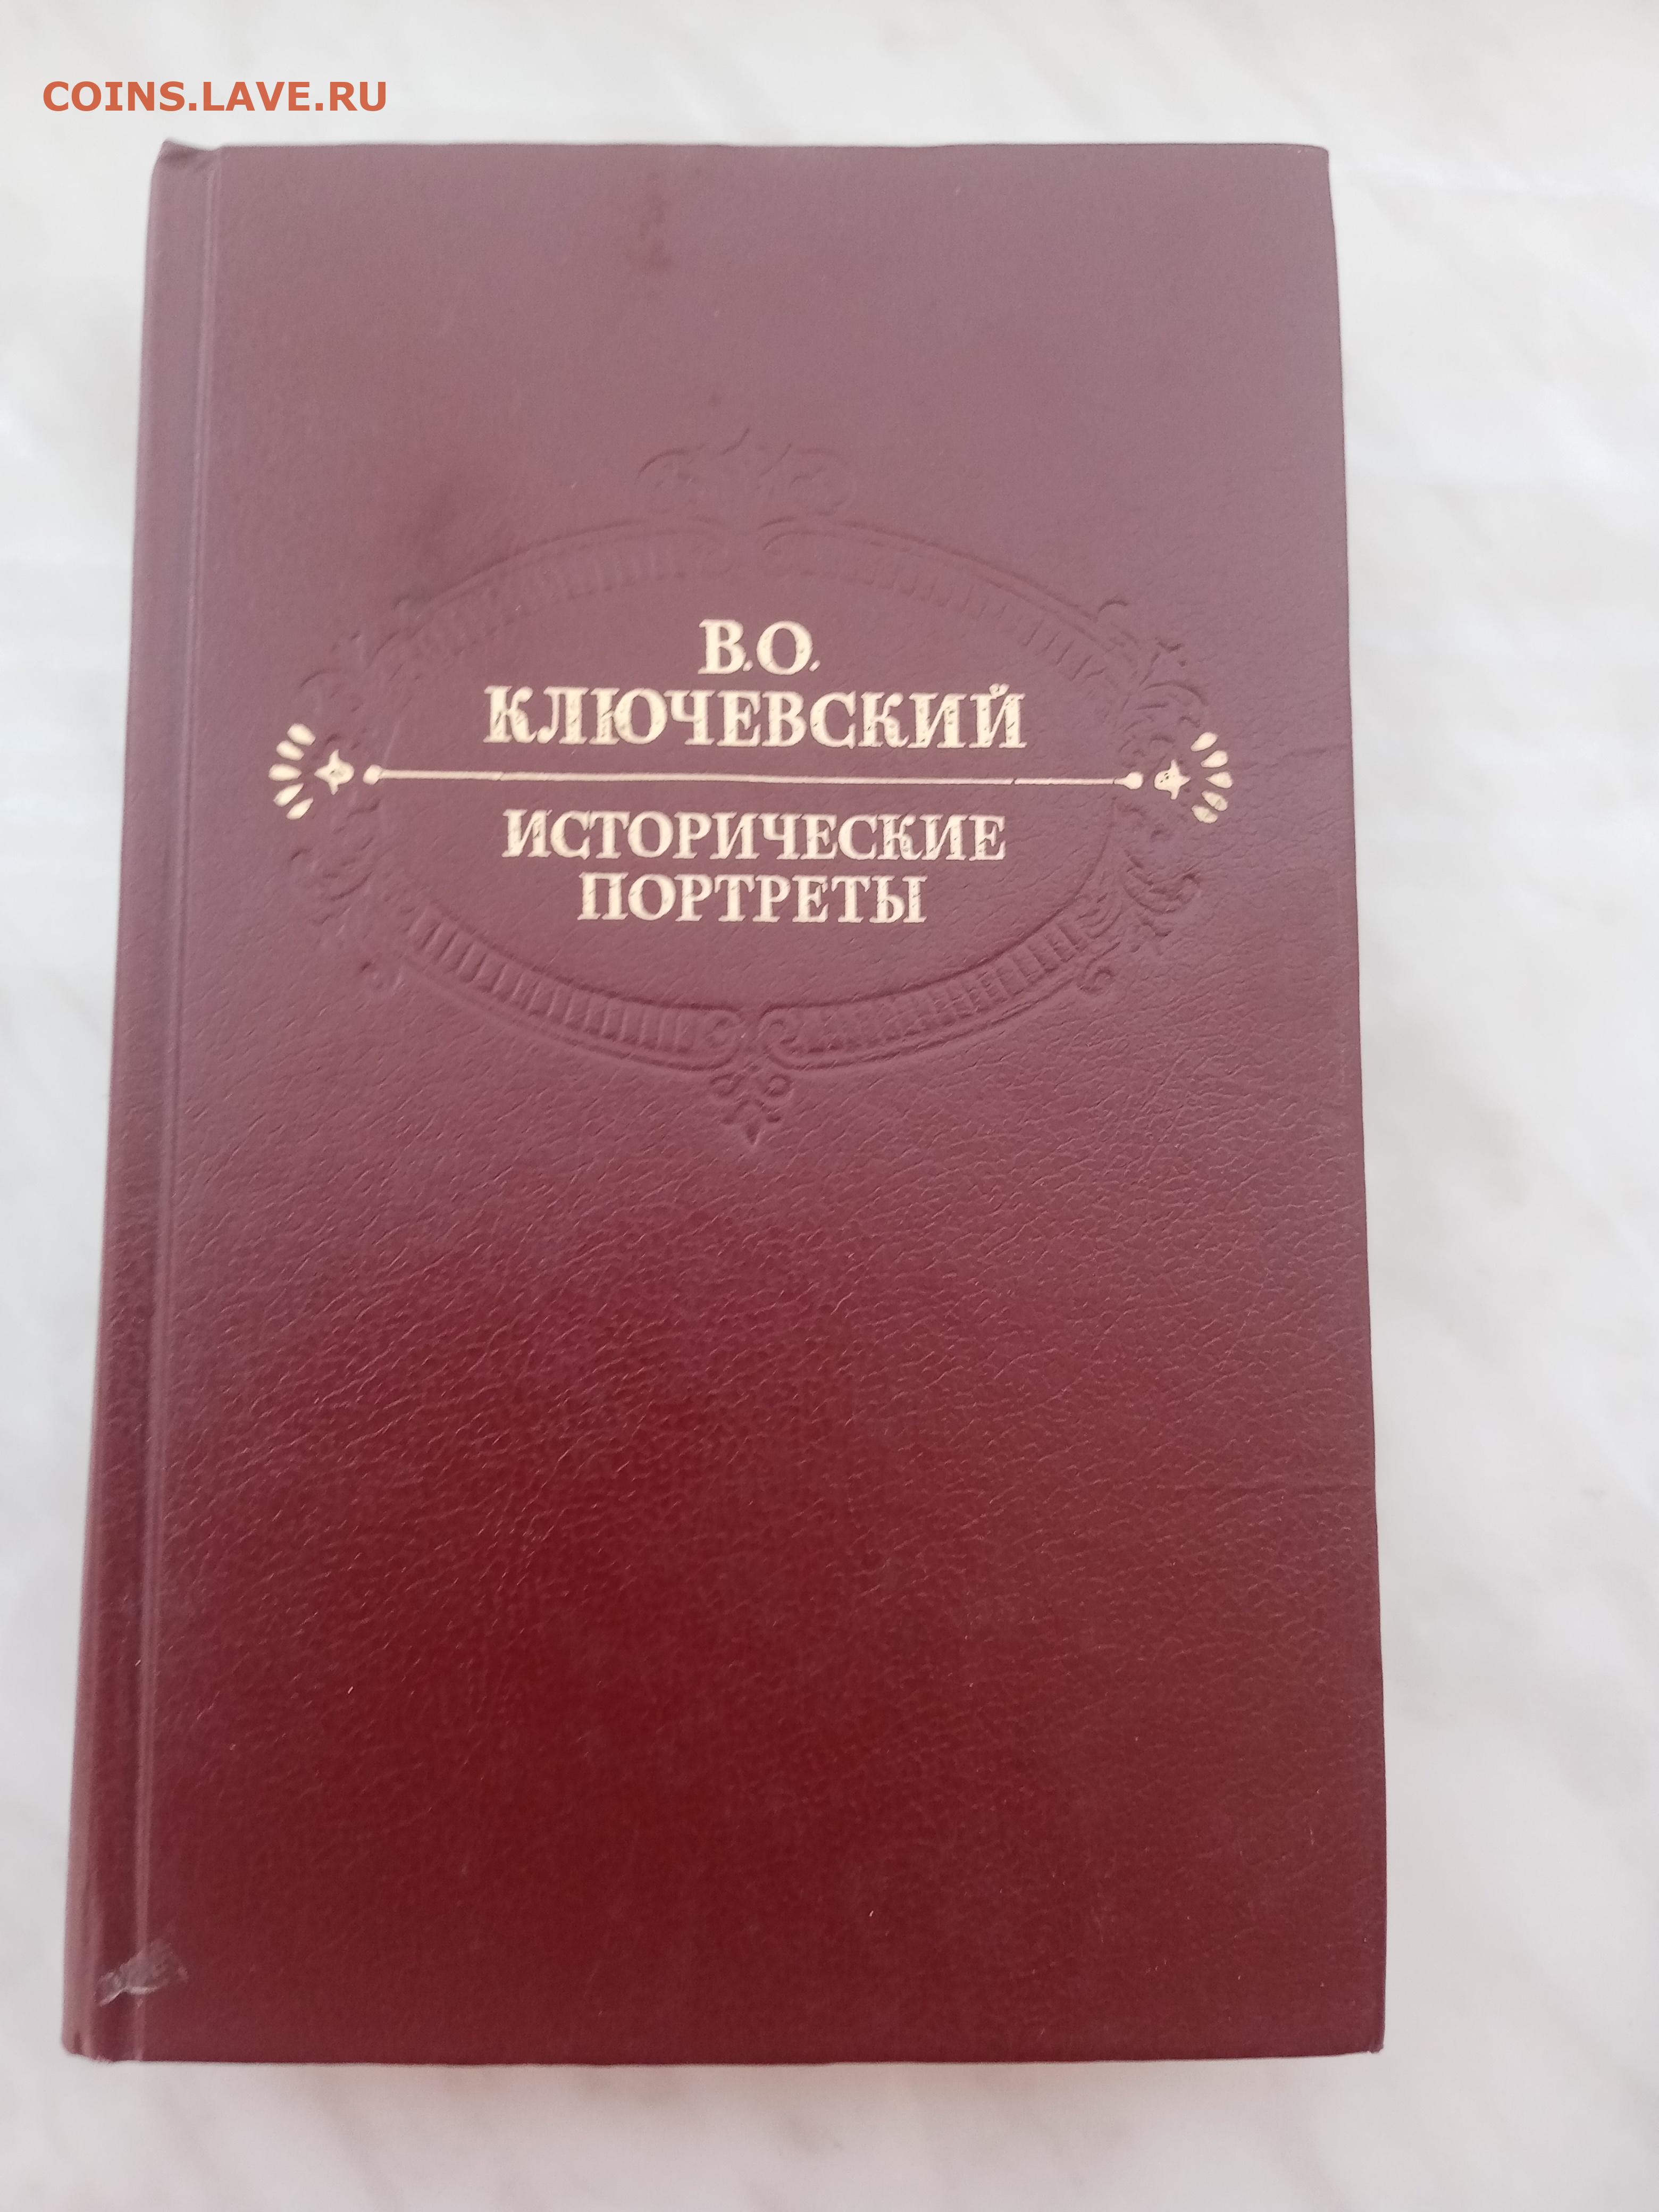 COINS.LAVE.RU
В.О.
КЛЮЧЕВСКИЙ
ИСТОРИЧЕСКИЕ
ПОРТРЕТЫ